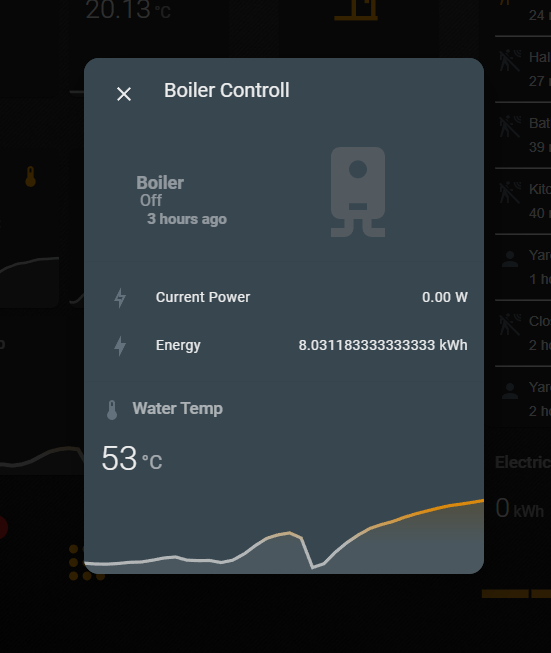 20.13 °C
24
Boiler Controll
Hal
27
Bat
39
Boiler
Off
3 hours ago
Kitc
40
Yar
1 h
Current Power 0.00 W
Clo
2 h
Energy 8.031183333333333 kWh
Yar
2 h
Water Temp
53 °C
Electric
0 kWh